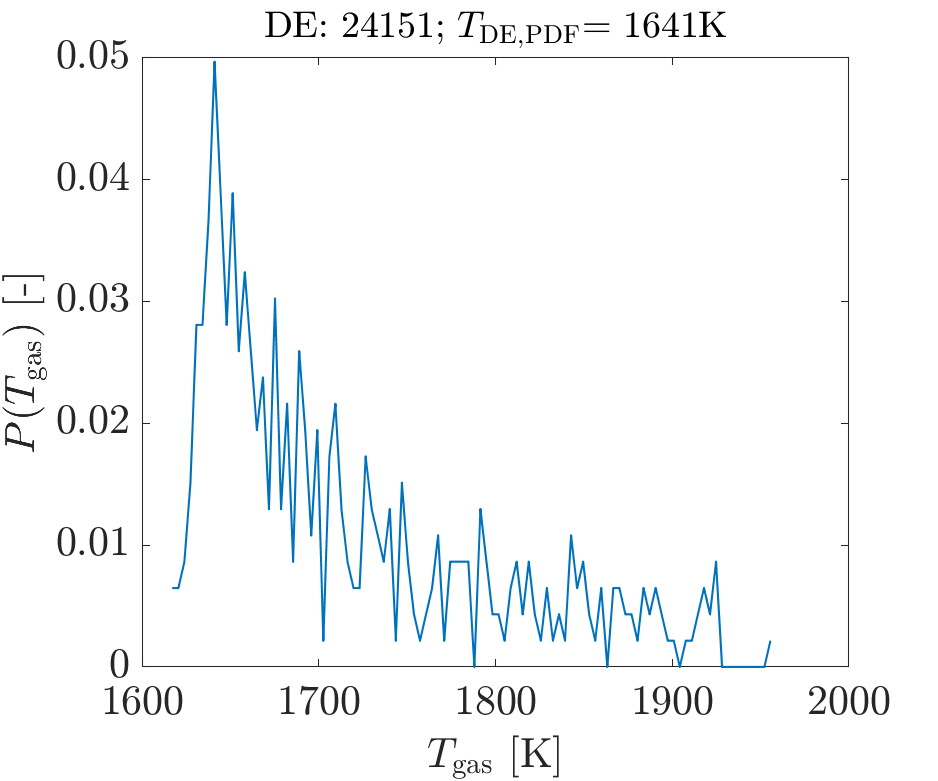 DE: 24151; T_DE,PDF= 1641K
0.05
0.04
0.03
0.02
0.01
0
P(T_gas) [-]
1600 1700 1800 1900 2000
T_gas [K]